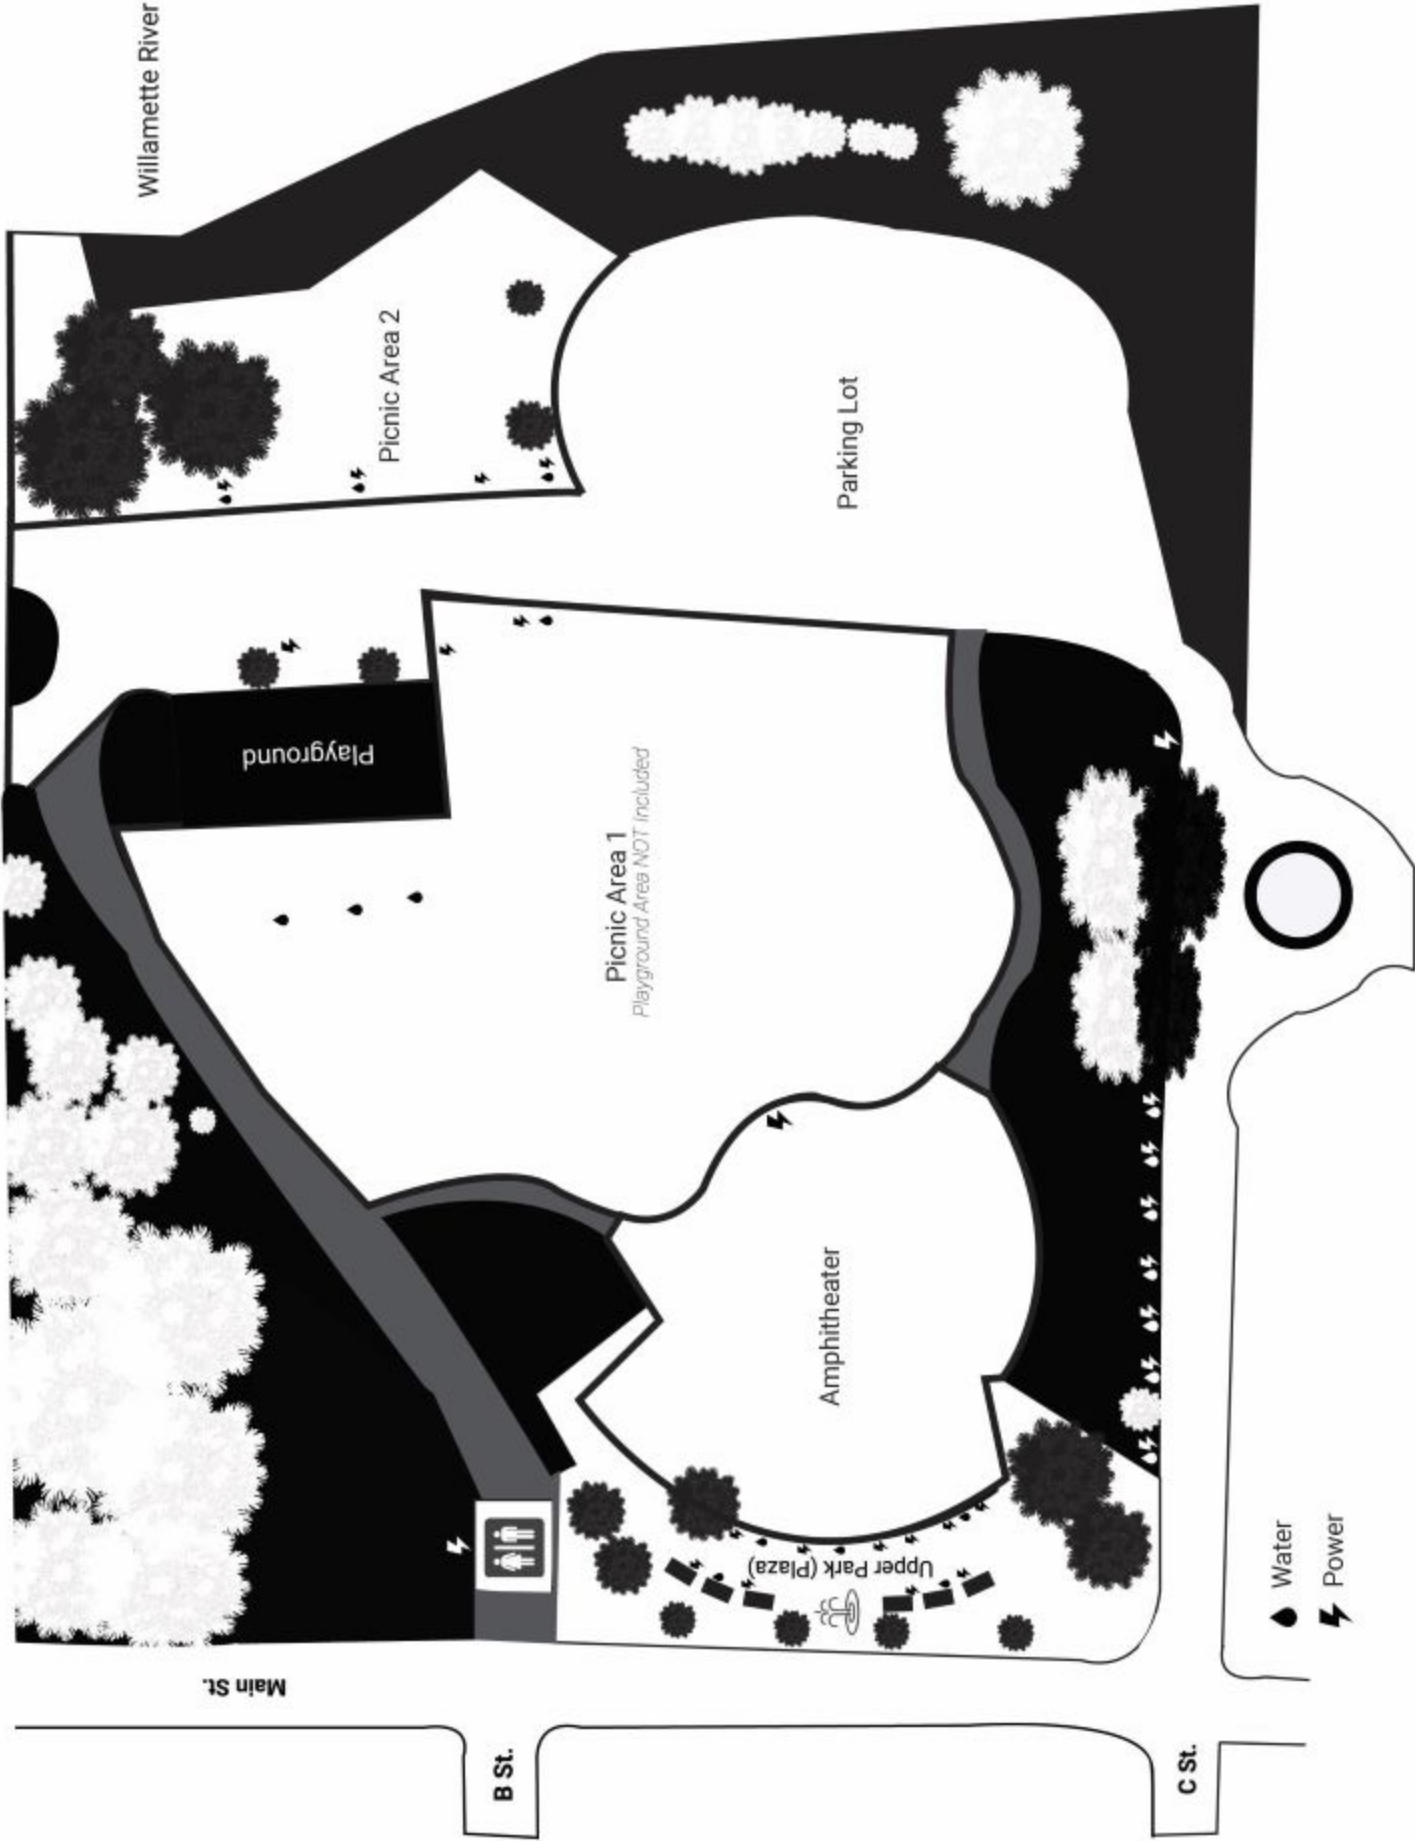 Willamette River
Picnic Area 2
Parking Lot
Playground
Picnic Area 1
Playground Area NOT Included
Amphitheater
Upper Park (Plaza)
Main St.
B St.
C St.
Water
Power